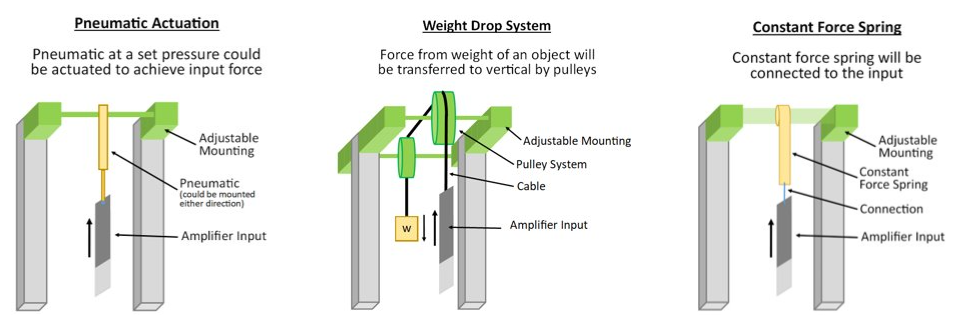 Pneumatic Actuation
Pneumatic at a set pressure could
be actuated to achieve input force
Adjustable
Mounting
Pneumatic
(could be mounted
either direction)
Amplifier Input
Weight Drop System
Force from weight of an object will
be transferred to vertical by pulleys
Adjustable Mounting
Pulley System
Cable
W
Amplifier Input
Constant Force Spring
Constant force spring will be
connected to the input
Adjustable
Mounting
Constant
Force Spring
Connection
Amplifier Input